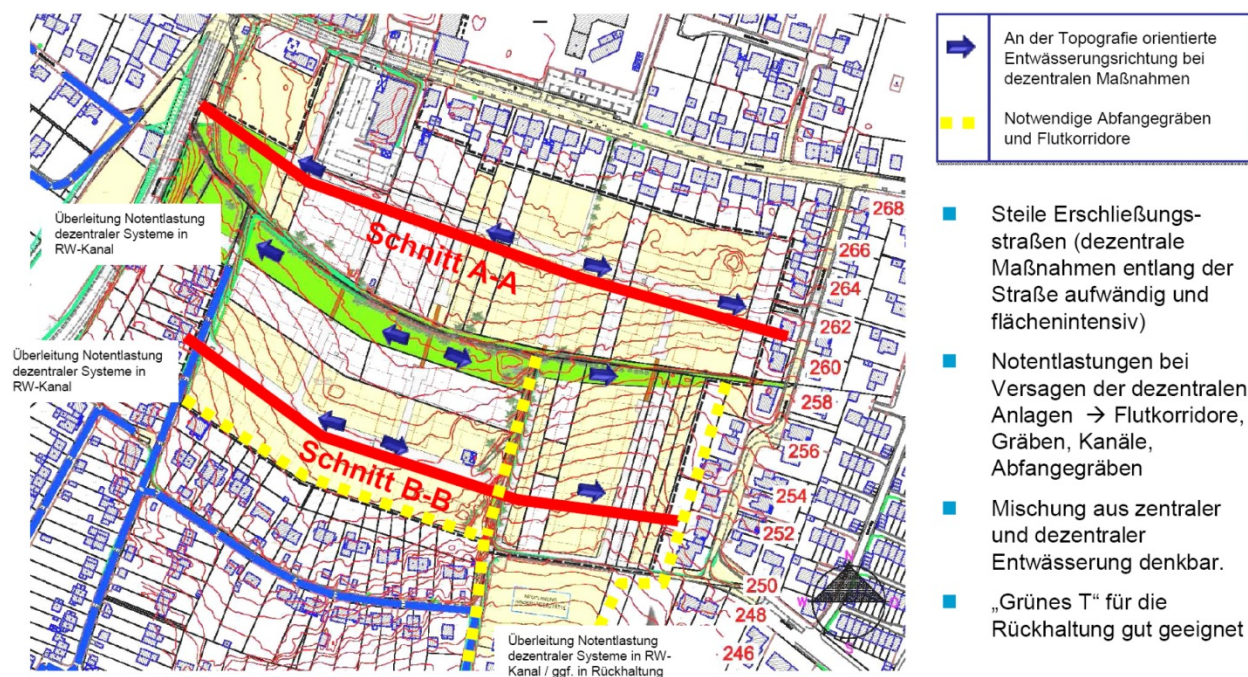 An der Topografie orientierte
Entwässerungsrichtung bei
dezentralen Maßnahmen
Notwendige Abfangegräben
und Flutkorridore
Steile Erschließungs-
straßen (dezentrale
Maßnahmen entlang der
Straße aufwändig und
flächenintensiv)
Notentlastungen bei
Versagen der dezentralen
Anlagen → Flutkorridore,
Gräben, Kanäle,
Abfangegräben
Mischung aus zentraler
und dezentraler
Entwässerung denkbar.
„Grünes T“ für die
Rückhaltung gut geeignet
Überleitung Notentlastung
dezentraler Systeme in
RW-Kanal
Überleitung Notentlastung
dezentraler Systeme in
RW-Kanal
Überleitung Notentlastung
dezentraler Systeme in RW-
Kanal / ggf. in Rückhaltung
Schnitt A-A
Schnitt B-B
268
266
264
262
260
258
256
254
252
250
248
246
N
W
O
S